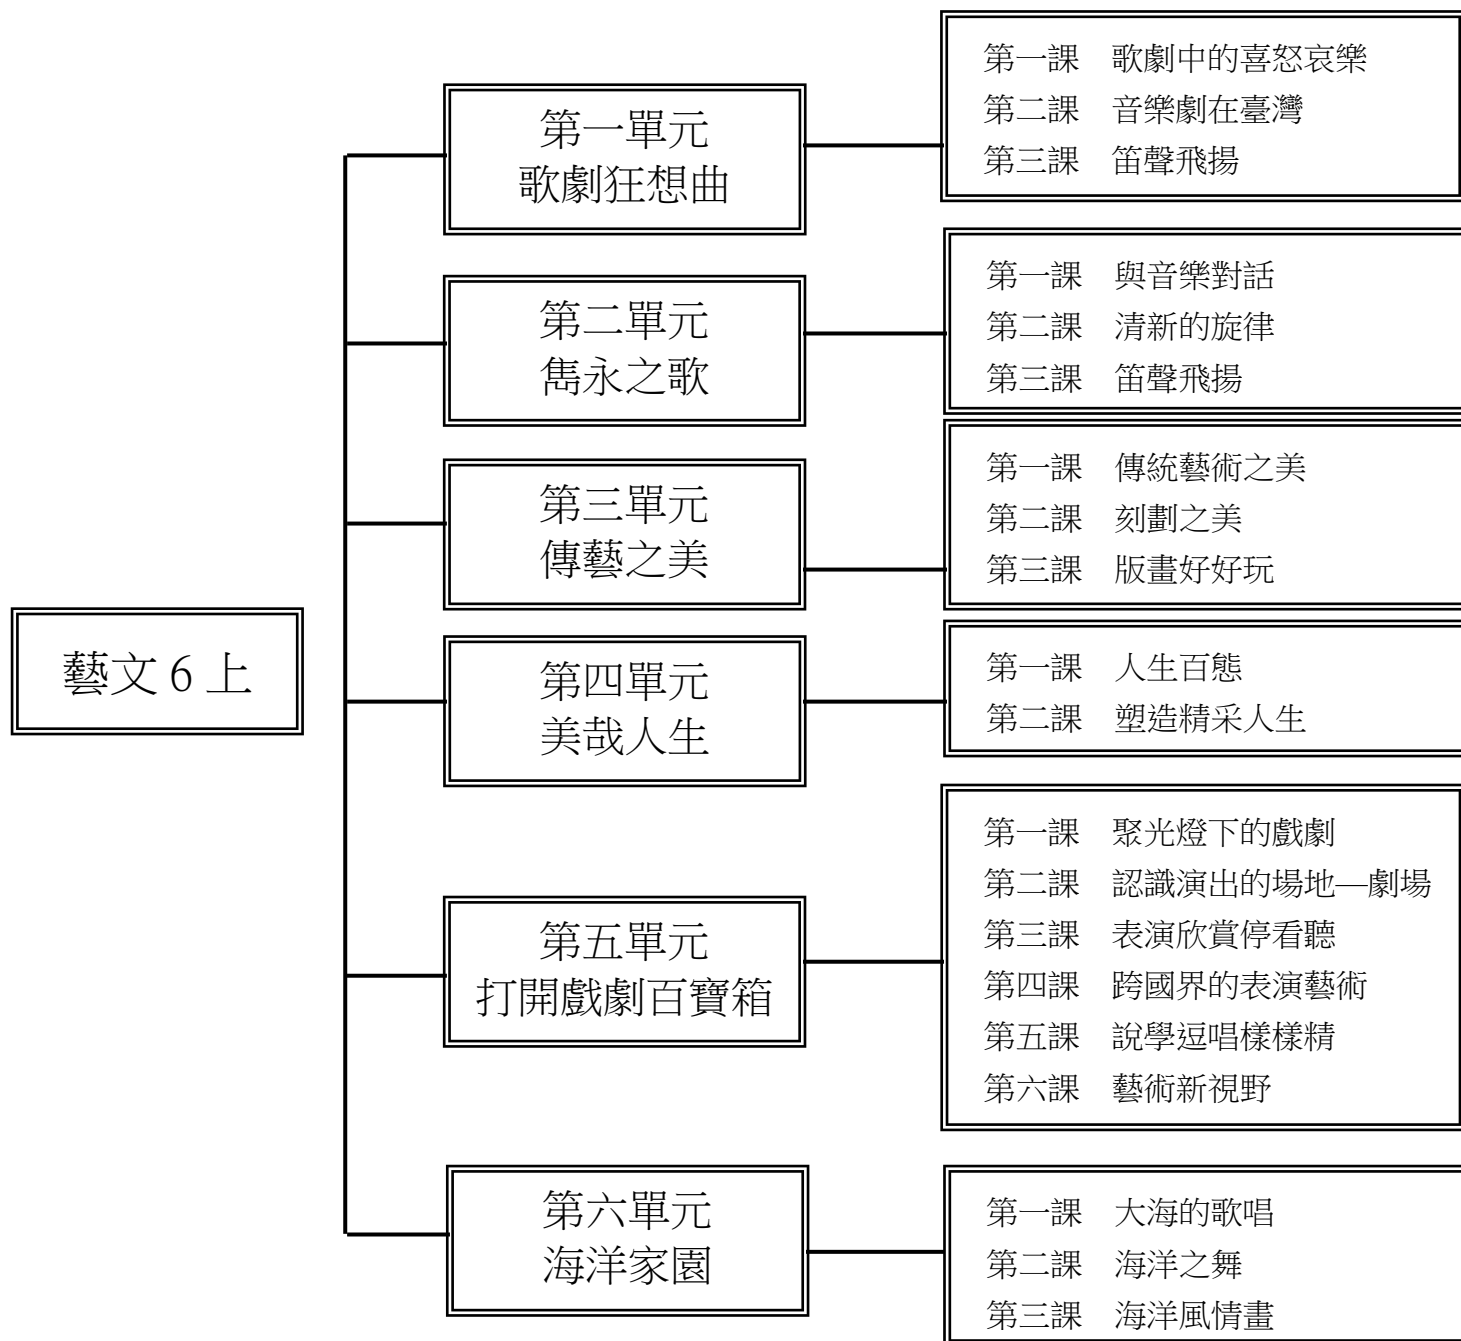 藝文 6 上
第一單元
歌劇狂想曲
第一課　歌劇中的喜怒哀樂
第二課　音樂劇在臺灣
第三課　笛聲飛揚
第二單元
雋永之歌
第一課　與音樂對話
第二課　清新的旋律
第三課　笛聲飛揚
第三單元
傳藝之美
第一課　傳統藝術之美
第二課　刻劃之美
第三課　版畫好好玩
第四單元
美哉人生
第一課　人生百態
第二課　塑造精采人生
第五單元
打開戲劇百寶箱
第一課　聚光燈下的戲劇
第二課　認識演出的場地—劇場
第三課　表演欣賞停看聽
第四課　跨國界的表演藝術
第五課　說學逗唱樣樣精
第六課　藝術新視野
第六單元
海洋家園
第一課　大海的歌唱
第二課　海洋之舞
第三課　海洋風情畫